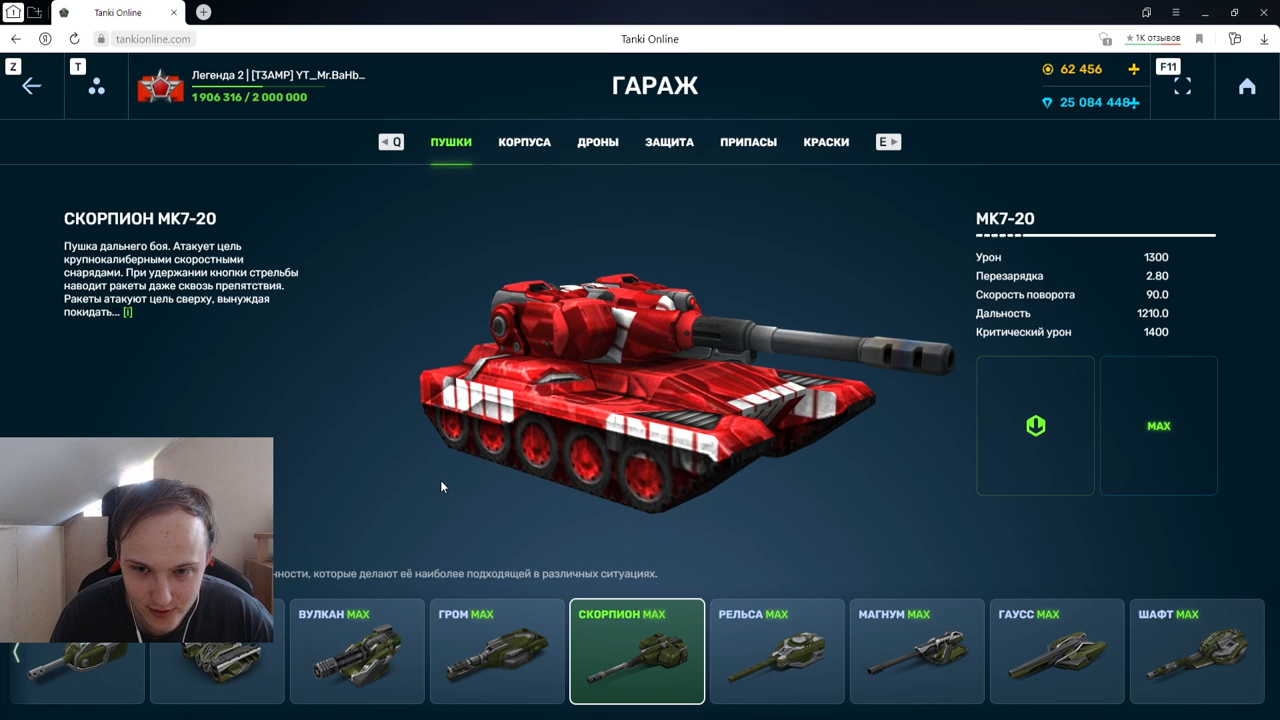 Tanki Online
tankionline.com
Tanki Online
1К отзывов
Z
T
Легенда 2 | [T3AMP] YT_Mr.BaHb...
1 906 316 / 2 000 000
ГАРАЖ
62 456
25 084 448
F11
Q
ПУШКИ
КОРПУСА
ДРОНЫ
ЗАЩИТА
ПРИПАСЫ
КРАСКИ
E
СКОРПИОН МК7-20
Пушка дальнего боя. Атакует цель
крупнокалиберными скоростными
снарядами. При удержании кнопки стрельбы
наводит ракеты даже сквозь препятствия.
Ракеты атакуют цель сверху, вынуждая
покидать... [i]
МК7-20
Урон 1300
Перезарядка 2.80
Скорость поворота 90.0
Дальность 1210.0
Критический урон 1400
MAX
нности, которые делают её наиболее подходящей в различных ситуациях.
ВУЛКАН MAX
ГРОМ MAX
СКОРПИОН MAX
РЕЛЬСА MAX
МАГНУМ MAX
ГАУСС MAX
ШАФТ MAX